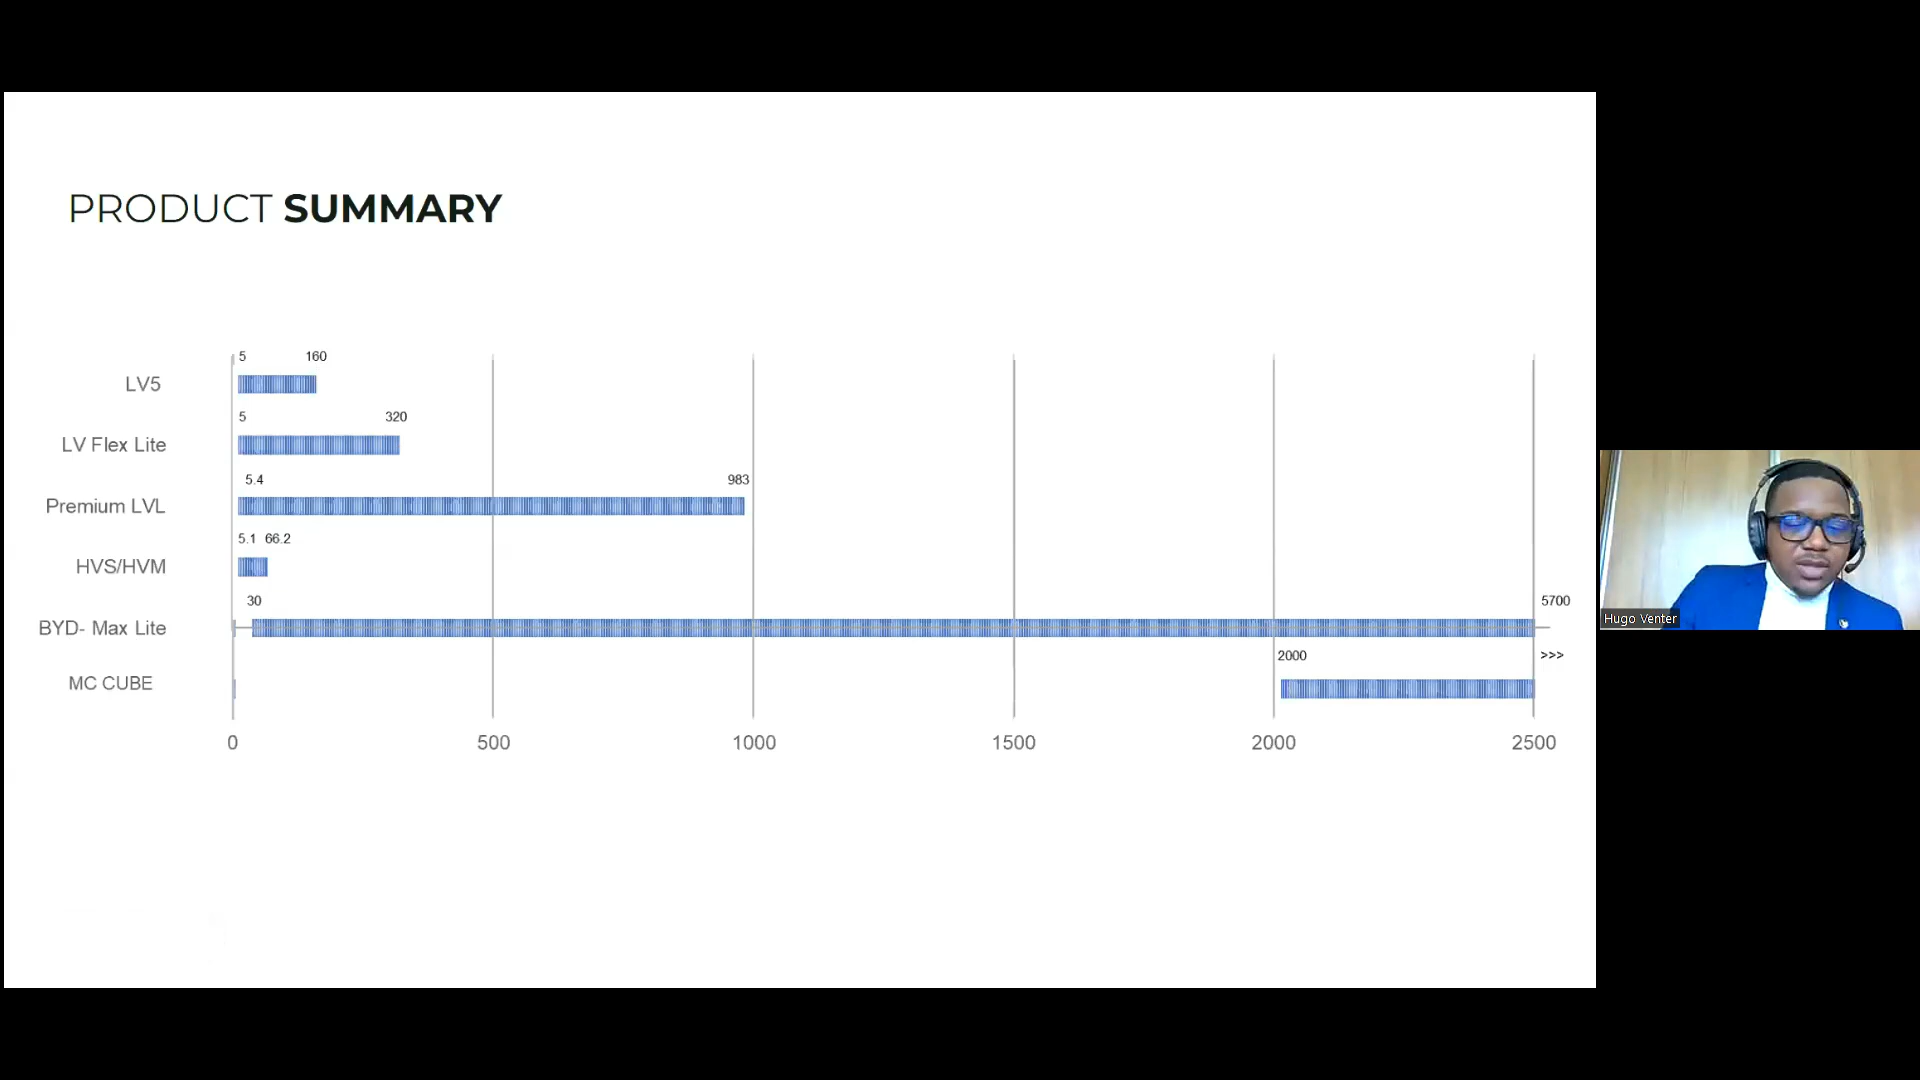 PRODUCT SUMMARY
5 160
LV5
5 320
LV Flex Lite
5.4 983
Premium LVL
5.1 66.2
HVS/HVM
30 5700
BYD- Max Lite
2000 >>>
MC CUBE
0 500 1000 1500 2000 2500
Hugo Venter